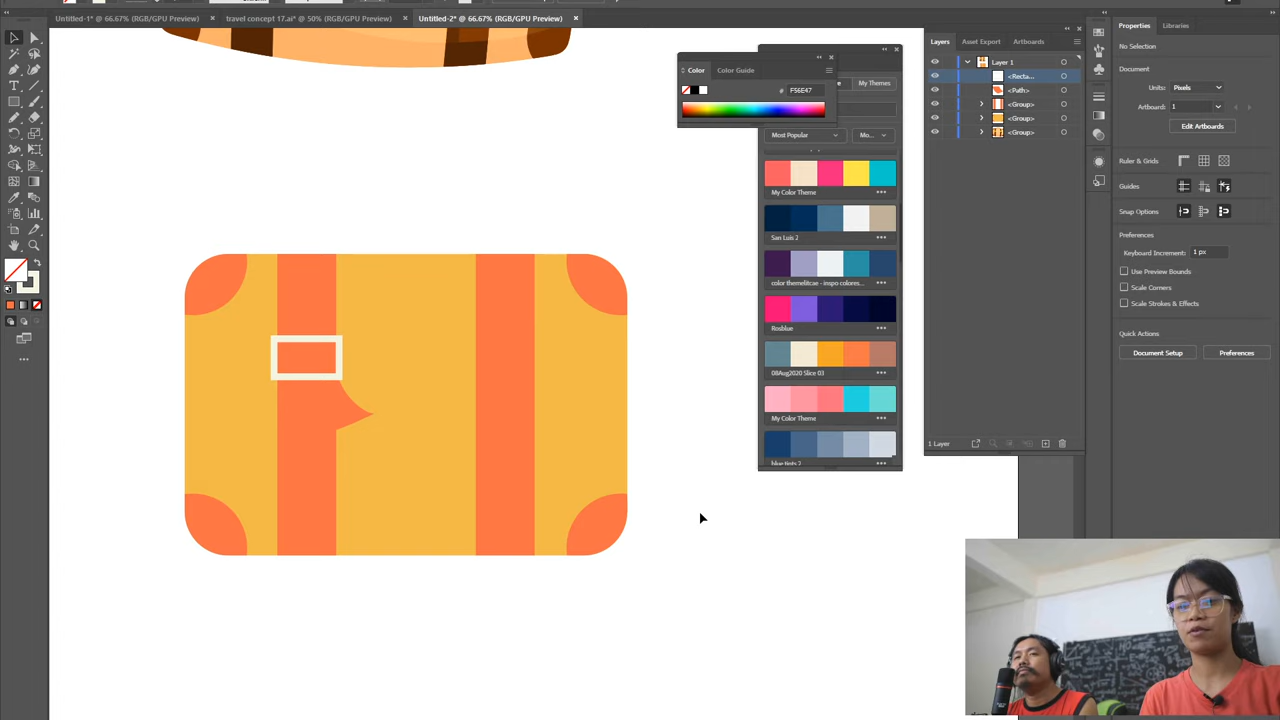 Untitled-1* @ 66.67% (RGB/GPU Preview) × travel concept 17.ai* @ 50% (RGB/GPU Preview) × Untitled-2* @ 66.67% (RGB/GPU Preview) ×
Properties Libraries
No Selection
Document
Units: Pixels
Artboard: 1
Edit Artboards
Ruler & Grids
Guides
Snap Options
Preferences
Keyboard Increment: 1 px
Use Preview Bounds
Scale Corners
Scale Strokes & Effects
Quick Actions
Document Setup Preferences
Layers Asset Export Artboards
Layer 1
<Recta...
<Path>
<Group>
<Group>
<Group>
1 Layer
Color Color Guide
# F56E47
My Themes
Most Popular Mo...
My Color Theme
San Luis 2
color themelitcae - inspo colores...
Rosblue
08Aug2020 Slice 03
My Color Theme
blue tints 2